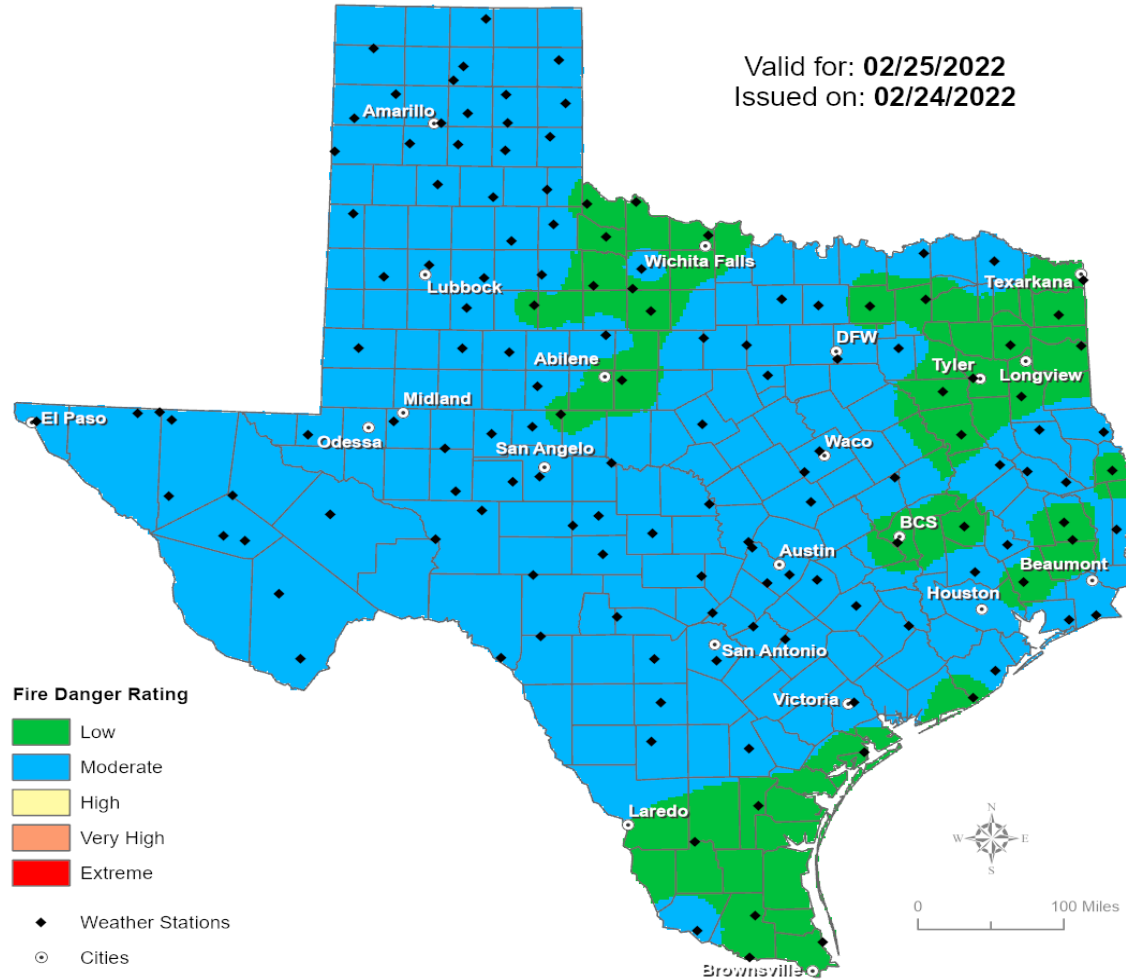 Valid for: 02/25/2022
Issued on: 02/24/2022
Amarillo
Wichita Falls
Lubbock
Texarkana
DFW
Abilene
Tyler
Longview
Midland
El Paso
Odessa
San Angelo
Waco
BCS
Austin
Beaumont
Houston
San Antonio
Victoria
Laredo
Brownsville
Fire Danger Rating
Low
Moderate
High
Very High
Extreme
Weather Stations
Cities
N
W E
S
0 100 Miles